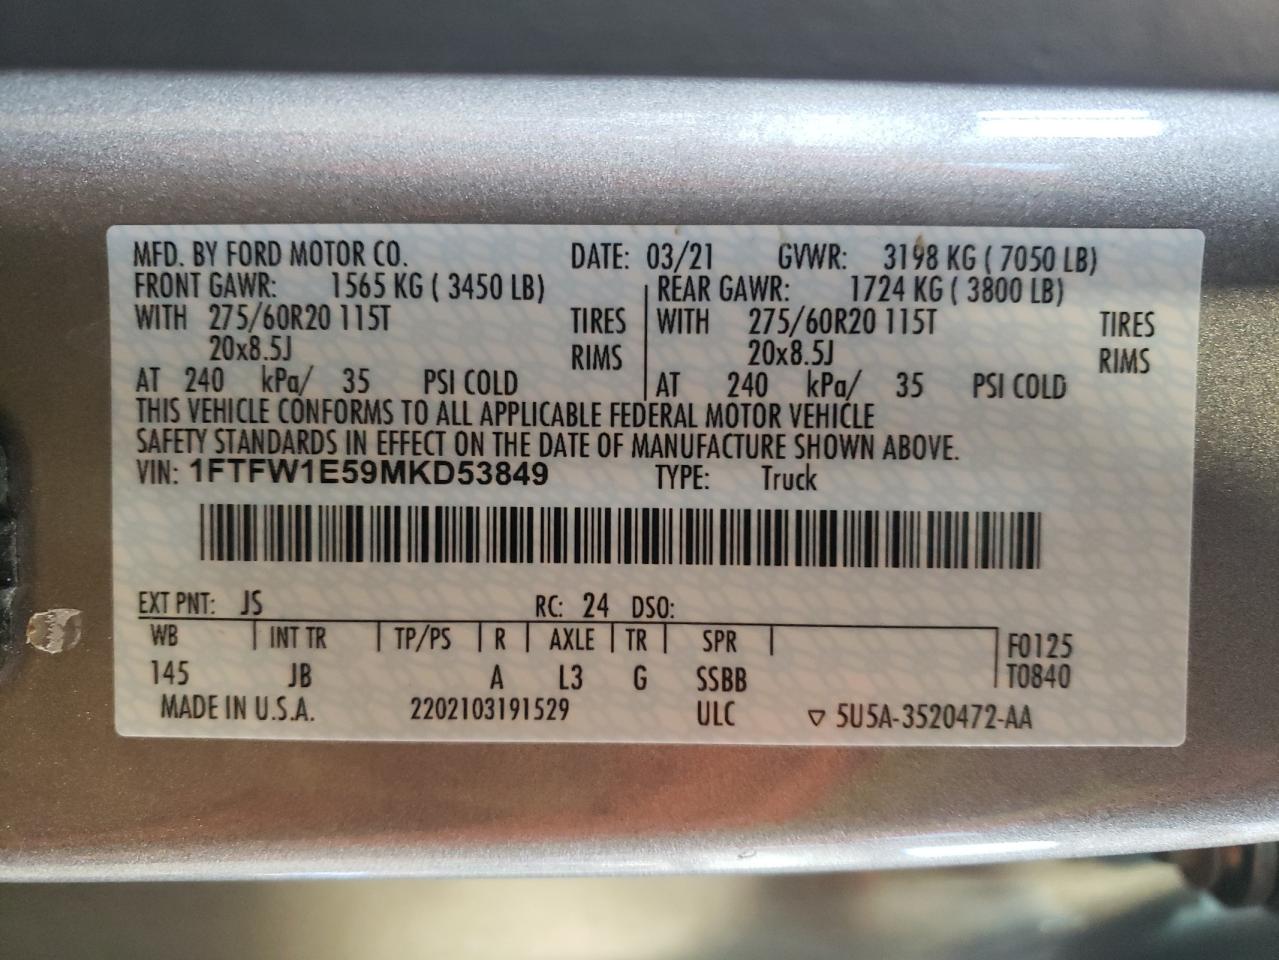 MFD. BY FORD MOTOR CO. DATE: 03/21 GVWR: 3198 KG ( 7050 LB)
FRONT GAWR: 1565 KG ( 3450 LB) REAR GAWR: 1724 KG ( 3800 LB)
WITH 275/60R20 115T TIRES WITH 275/60R20 115T TIRES
20x8.5J RIMS 20x8.5J RIMS
AT 240 kPa/ 35 PSI COLD AT 240 kPa/ 35 PSI COLD
THIS VEHICLE CONFORMS TO ALL APPLICABLE FEDERAL MOTOR VEHICLE
SAFETY STANDARDS IN EFFECT ON THE DATE OF MANUFACTURE SHOWN ABOVE.
VIN: 1FTFW1E59MKD53849 TYPE: Truck
EXT PNT: JS RC: 24 DSO:
WB INT TR TP/PS R AXLE TR SPR F0125
145 JB A L3 G SSBB T0840
MADE IN U.S.A. 2202103191529 ULC ▽ 5U5A-3520472-AA